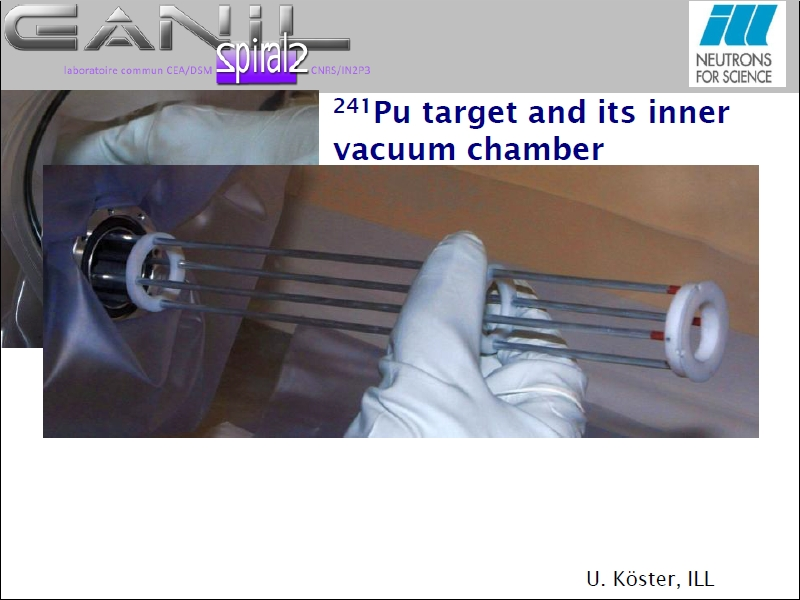 GANIL
spiral2
laboratoire commun CEA/DSM CNRS/IN2P3
ill
NEUTRONS
FOR SCIENCE
²⁴¹Pu target and its inner
vacuum chamber
U. Köster, ILL